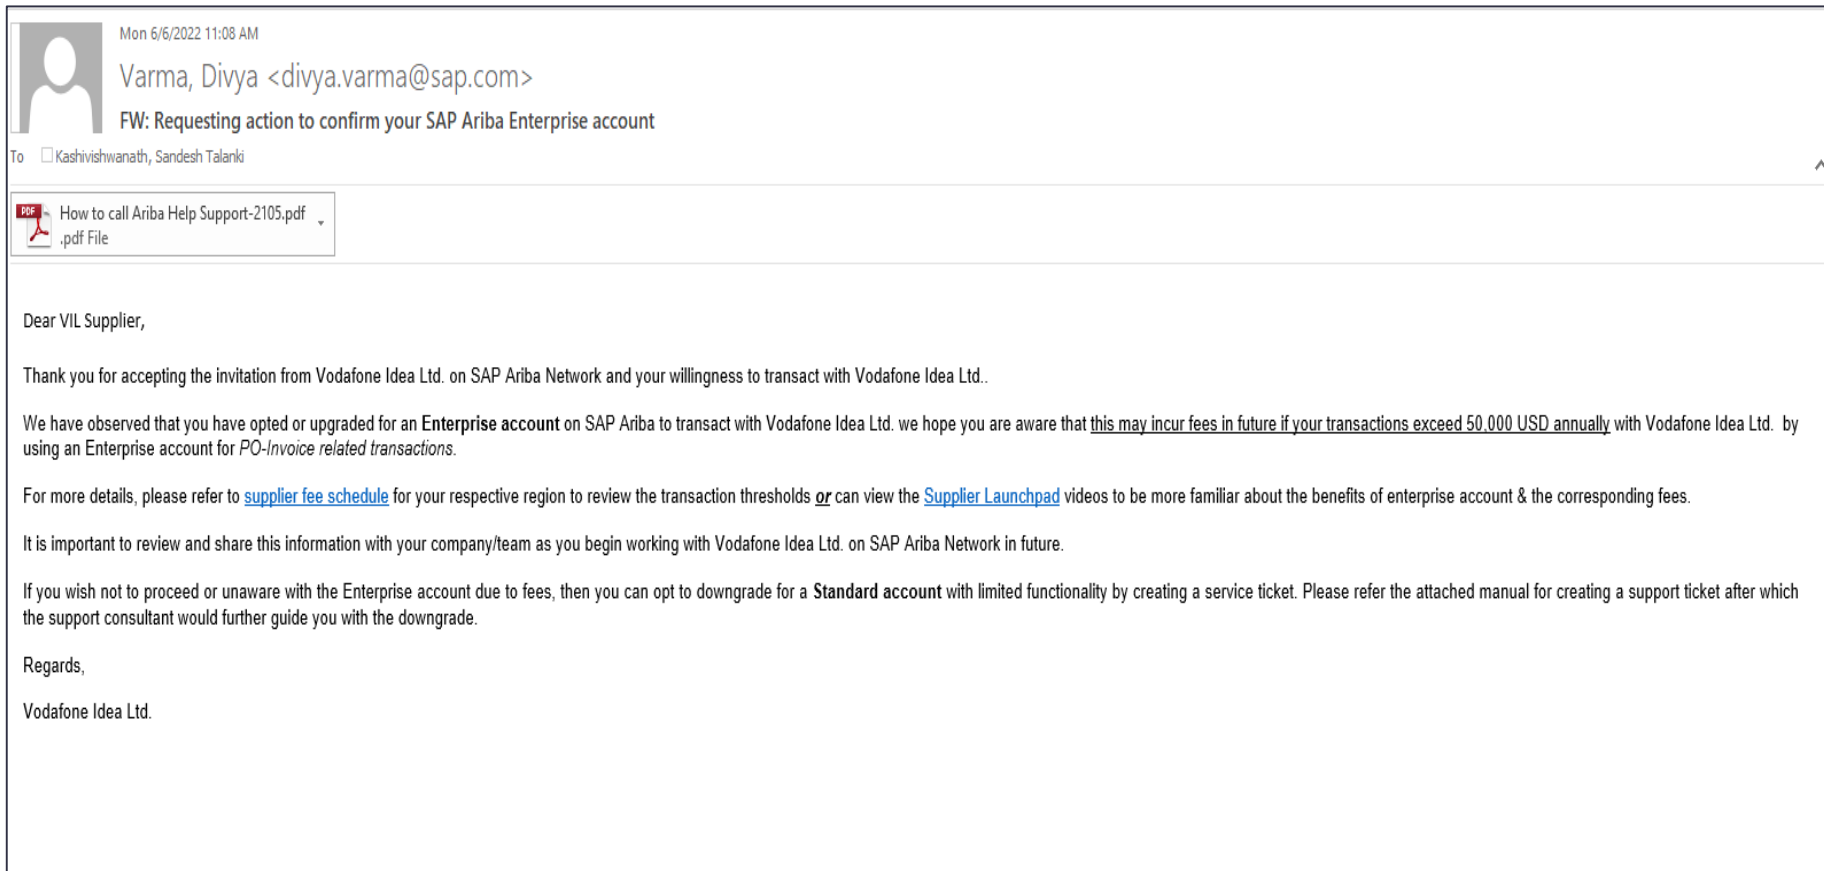 Mon 6/6/2022 11:08 AM
Varma, Divya <divya.varma@sap.com>
FW: Requesting action to confirm your SAP Ariba Enterprise account
To Kashivishwanath, Sandesh Talanki
PDF
How to call Ariba Help Support-2105.pdf
.pdf File
Dear VIL Supplier,
Thank you for accepting the invitation from Vodafone Idea Ltd. on SAP Ariba Network and your willingness to transact with Vodafone Idea Ltd..
We have observed that you have opted or upgraded for an Enterprise account on SAP Ariba to transact with Vodafone Idea Ltd. we hope you are aware that this may incur fees in future if your transactions exceed 50,000 USD annually with Vodafone Idea Ltd. by
using an Enterprise account for PO-Invoice related transactions.
For more details, please refer to supplier fee schedule for your respective region to review the transaction thresholds or can view the Supplier Launchpad videos to be more familiar about the benefits of enterprise account & the corresponding fees.
It is important to review and share this information with your company/team as you begin working with Vodafone Idea Ltd. on SAP Ariba Network in future.
If you wish not to proceed or unaware with the Enterprise account due to fees, then you can opt to downgrade for a Standard account with limited functionality by creating a service ticket. Please refer the attached manual for creating a support ticket after which
the support consultant would further guide you with the downgrade.
Regards,
Vodafone Idea Ltd.